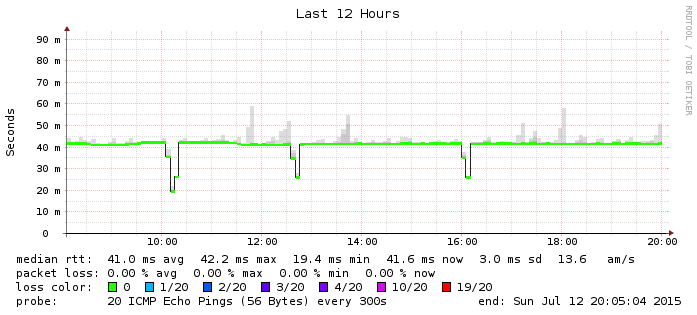 Last 12 Hours
RRDTOOL / TOBI OETIKER
Seconds
90 m
80 m
70 m
60 m
50 m
40 m
30 m
20 m
10 m
0
10:00 12:00 14:00 16:00 18:00 20:00
median rtt: 41.0 ms avg 42.2 ms max 19.4 ms min 41.6 ms now 3.0 ms sd 13.6 am/s
packet loss: 0.00 % avg 0.00 % max 0.00 % min 0.00 % now
loss color: 0 1/20 2/20 3/20 4/20 10/20 19/20
probe: 20 ICMP Echo Pings (56 Bytes) every 300s end: Sun Jul 12 20:05:04 2015